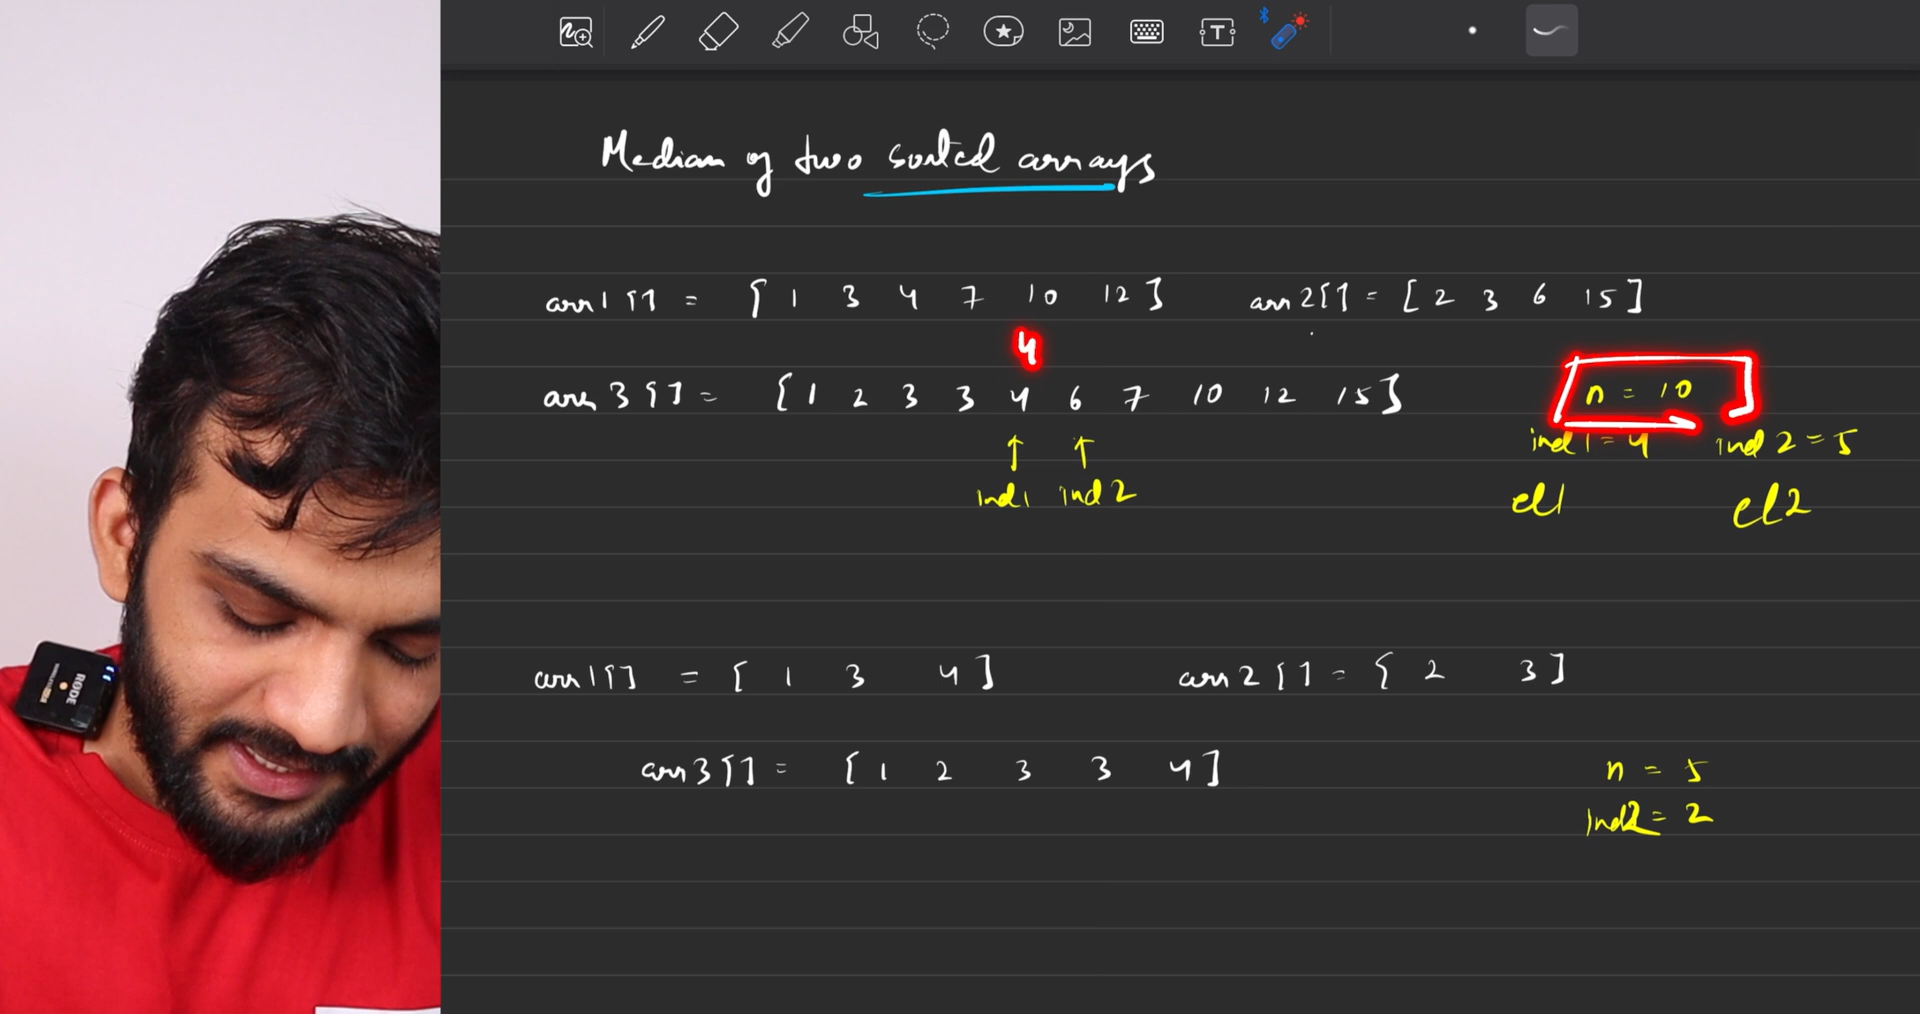 Median of two sorted arrays
arr1[] = [ 1 3 4 7 10 12 ] arr2[] = [ 2 3 6 15 ]
4
arr3[] = [ 1 2 3 3 4 6 7 10 12 15 ] n = 10
ind1 = 4 ind2 = 5
ind1 ind2 el1 el2
arr1[] = [ 1 3 4 ] arr2[] = [ 2 3 ]
arr3[] = [ 1 2 3 3 4 ] n = 5
ind2 = 2
RØDE